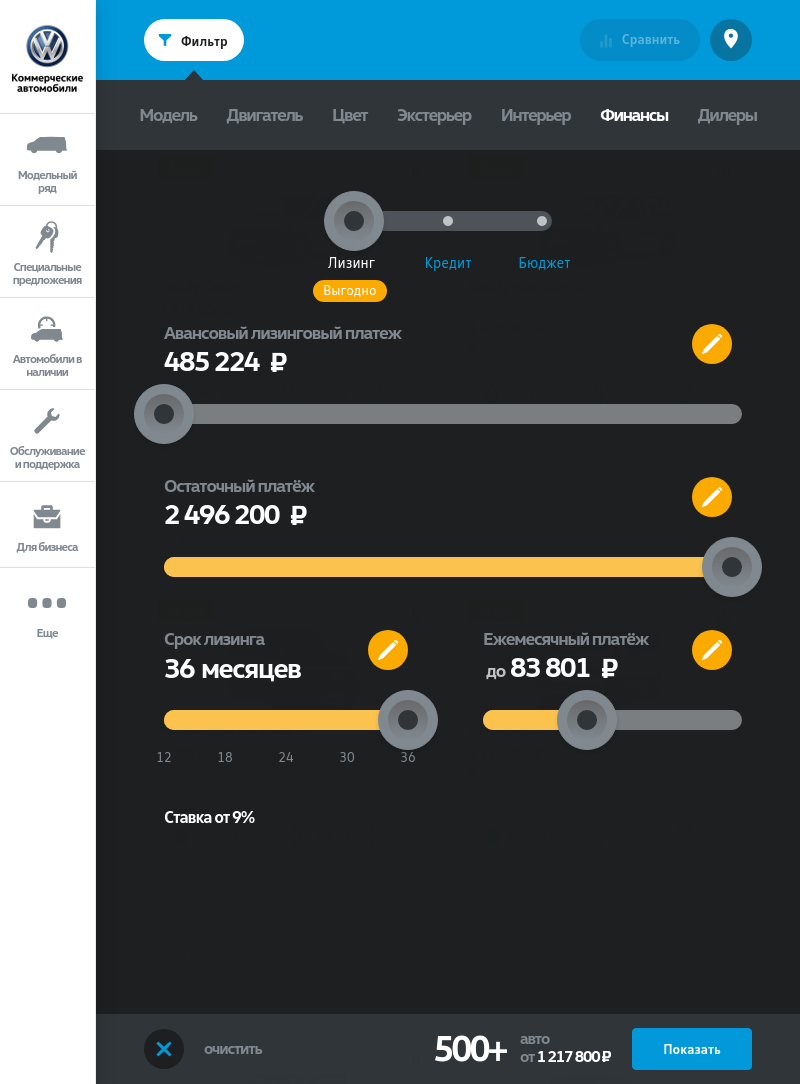 Коммерческие
автомобили
Модельный
ряд
Специальные
предложения
Автомобили в
наличии
Обслуживание
и поддержка
Для бизнеса
Еще
Фильтр
Сравнить
Модель Двигатель Цвет Экстерьер Интерьер Финансы Дилеры
Лизинг Кредит Бюджет
Выгодно
Авансовый лизинговый платеж
485 224 ₽
Остаточный платёж
2 496 200 ₽
Срок лизинга
36 месяцев
12 18 24 30 36
Ежемесячный платёж
до 83 801 ₽
Ставка от 9%
очистить
500+
авто
от 1 217 800 ₽
Показать